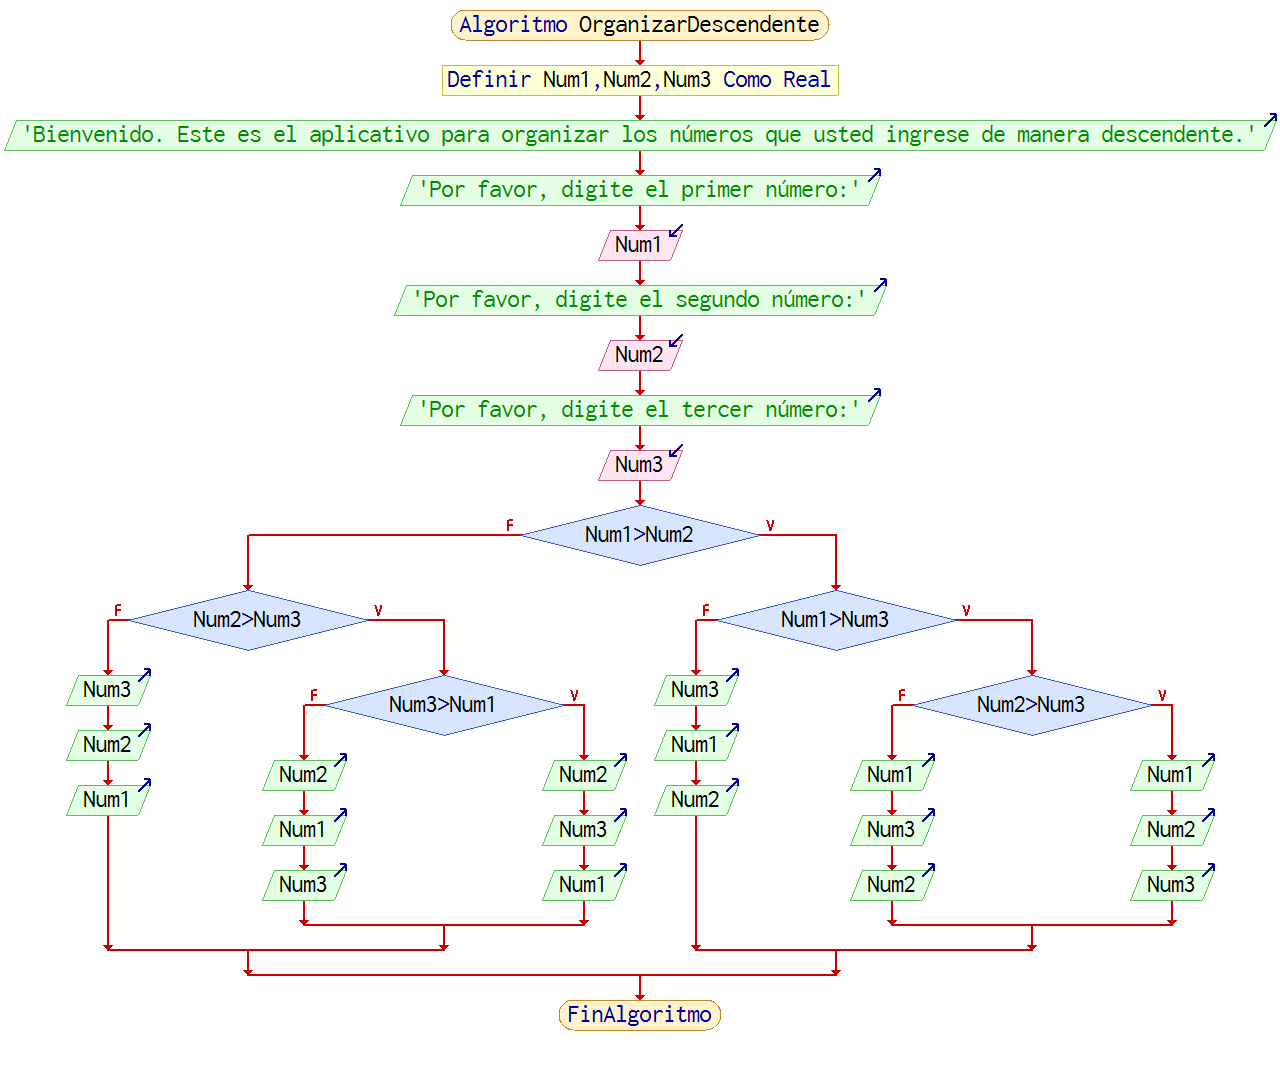 Algoritmo OrganizarDescendente
Definir Num1,Num2,Num3 Como Real
'Bienvenido. Este es el aplicativo para organizar los números que usted ingrese de manera descendente.'
'Por favor, digite el primer número:'
Num1
'Por favor, digite el segundo número:'
Num2
'Por favor, digite el tercer número:'
Num3
F
Num1>Num2
V
F
Num2>Num3
V
F
Num1>Num3
V
Num3
F
Num3>Num1
V
Num3
F
Num2>Num3
V
Num2
Num1
Num1
Num2
Num2
Num2
Num1
Num1
Num1
Num3
Num3
Num2
Num3
Num1
Num2
Num3
FinAlgoritmo